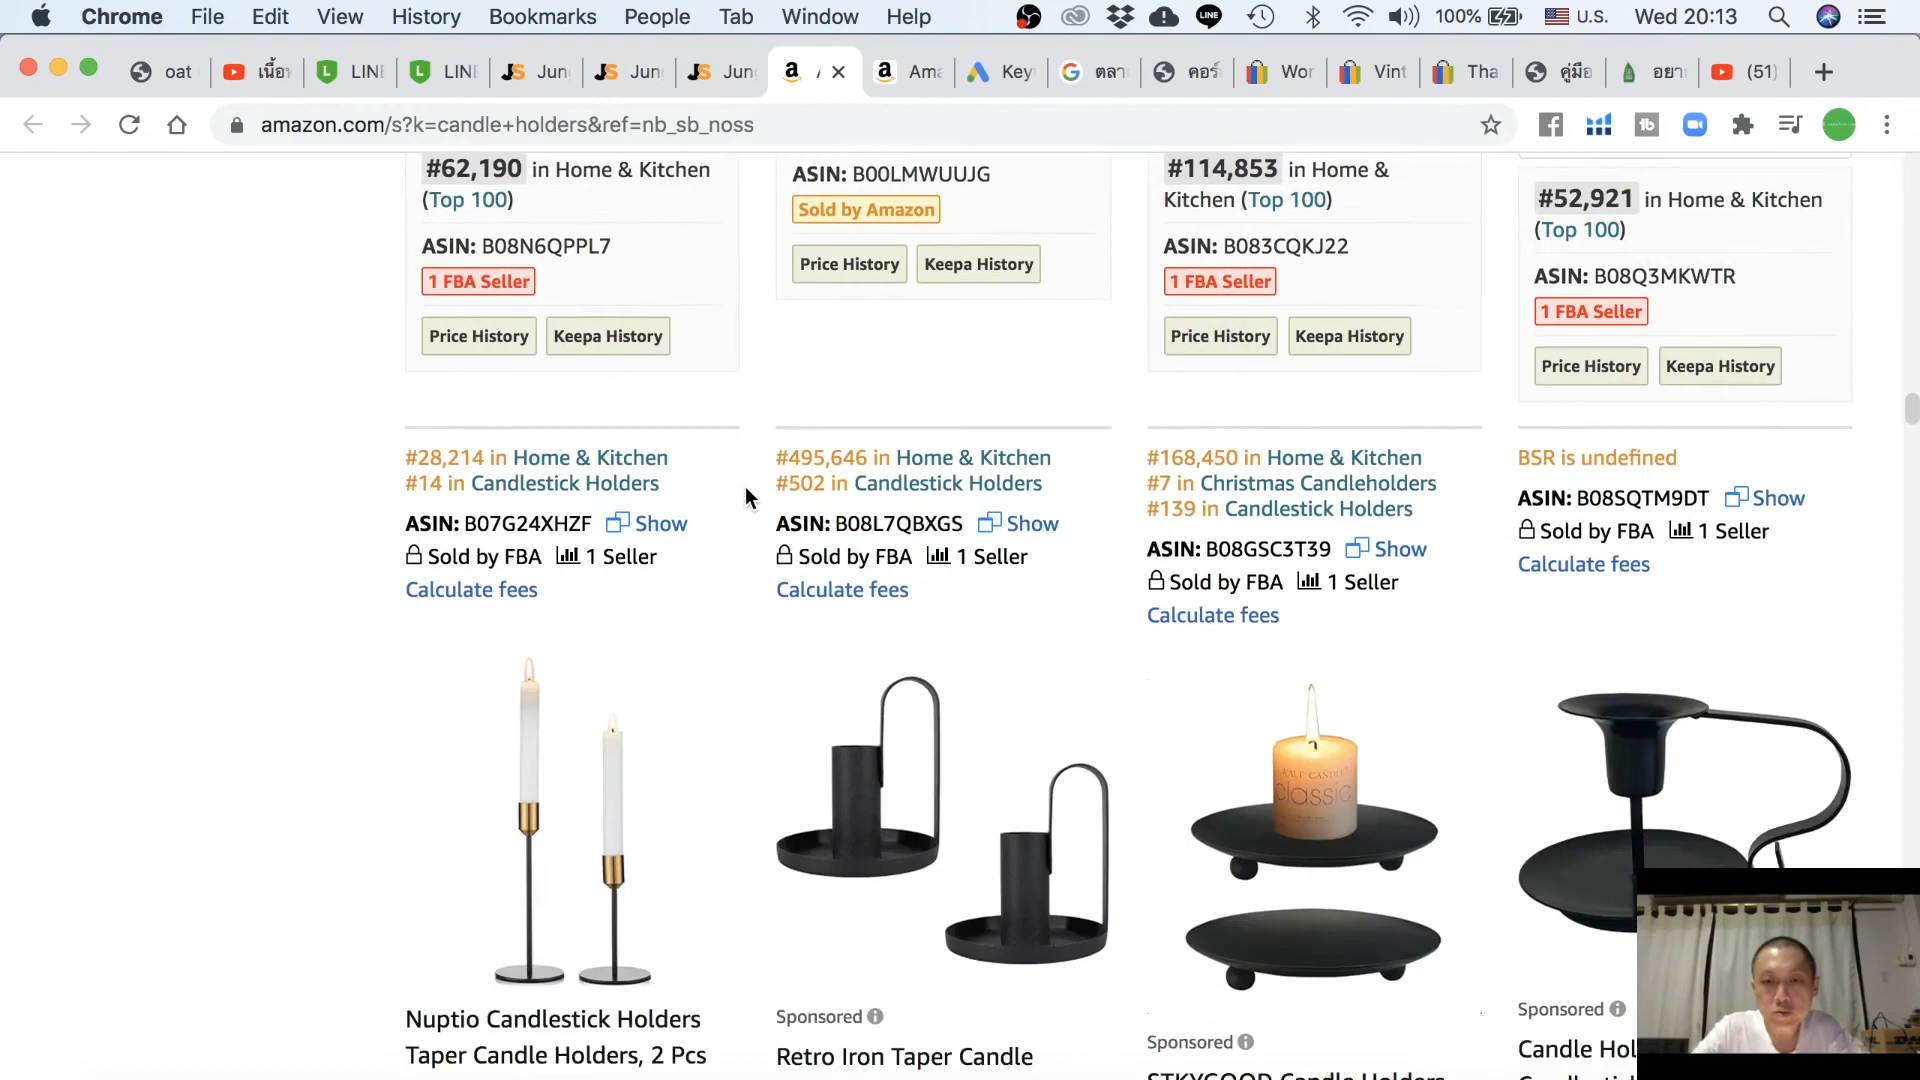 Chrome File Edit View History Bookmarks People Tab Window Help LINE 100% U.S. Wed 20:13
oat เนื้อ LINE LINE Jun Jun Jun Ama Key ตลา คอร์ Wor Vint Tha คู่มือ อยา (51)
amazon.com/s?k=candle+holders&ref=nb_sb_noss
#62,190 in Home & Kitchen
(Top 100)
ASIN: B08N6QPPL7
1 FBA Seller
Price History Keepa History
ASIN: B00LMWUUJG
Sold by Amazon
Price History Keepa History
#114,853 in Home &
Kitchen (Top 100)
ASIN: B083CQKJ22
1 FBA Seller
Price History Keepa History
#52,921 in Home & Kitchen
(Top 100)
ASIN: B08Q3MKWTR
1 FBA Seller
Price History Keepa History
#28,214 in Home & Kitchen
#14 in Candlestick Holders
ASIN: B07G24XHZF Show
Sold by FBA 1 Seller
Calculate fees
#495,646 in Home & Kitchen
#502 in Candlestick Holders
ASIN: B08L7QBXGS Show
Sold by FBA 1 Seller
Calculate fees
#168,450 in Home & Kitchen
#7 in Christmas Candleholders
#139 in Candlestick Holders
ASIN: B08GSC3T39 Show
Sold by FBA 1 Seller
Calculate fees
BSR is undefined
ASIN: B08SQTM9DT Show
Sold by FBA 1 Seller
Calculate fees
classic
Nuptio Candlestick Holders
Taper Candle Holders, 2 Pcs
Sponsored
Retro Iron Taper Candle
Sponsored
STKYGOOD Candle Holders
Sponsored
Candle Hol